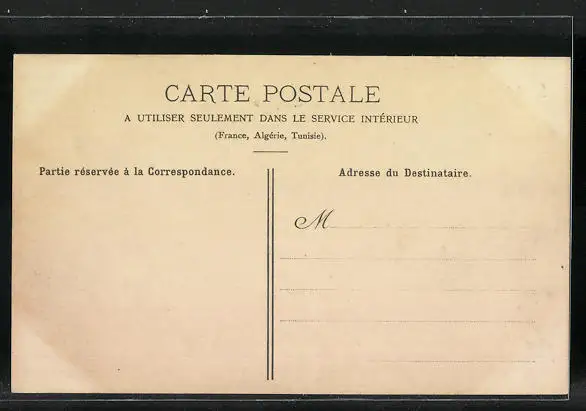 CARTE POSTALE
A UTILISER SEULEMENT DANS LE SERVICE INTÉRIEUR
(France, Algérie, Tunisie).
Partie réservée à la Correspondance.
Adresse du Destinataire.
M